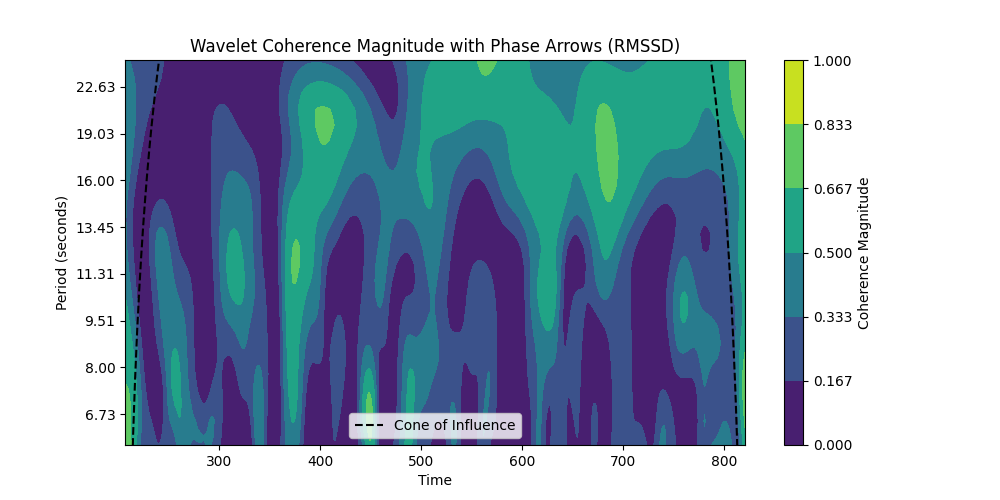 Wavelet Coherence Magnitude with Phase Arrows (RMSSD)
Period (seconds)
22.63
19.03
16.00
13.45
11.31
9.51
8.00
6.73
300 400 500 600 700 800
Time
Cone of Influence
1.000
0.833
0.667
0.500
0.333
0.167
0.000
Coherence Magnitude